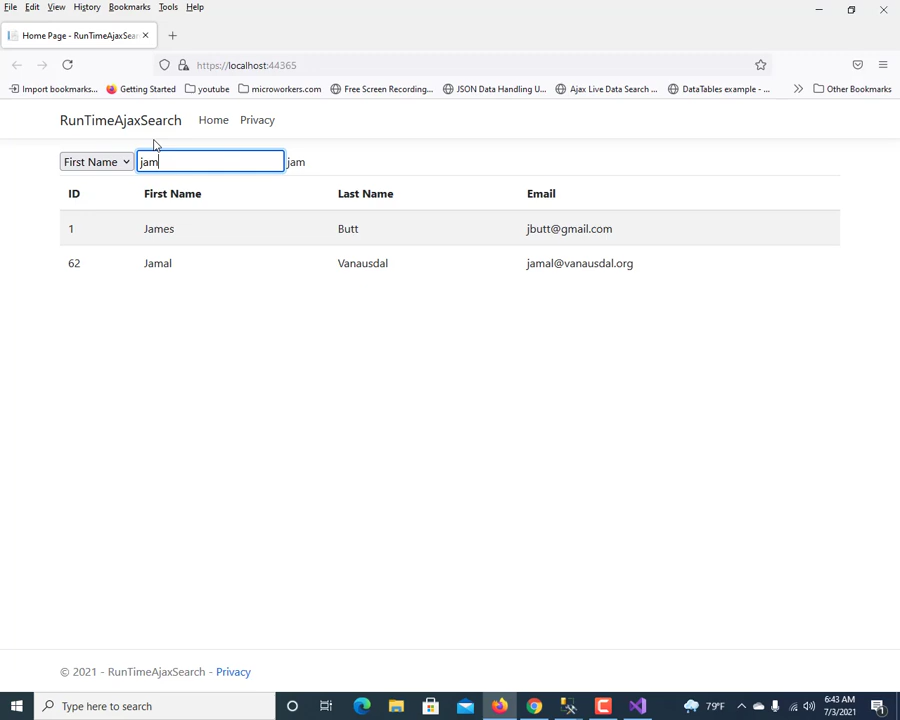 File Edit View History Bookmarks Tools Help
Home Page - RunTimeAjaxSear
https://localhost:44365
Import bookmarks... Getting Started youtube microworkers.com Free Screen Recording... JSON Data Handling U... Ajax Live Data Search ... DataTables example - ... Other Bookmarks
RunTimeAjaxSearch Home Privacy
First Name jam jam
ID First Name Last Name Email
1 James Butt jbutt@gmail.com
62 Jamal Vanausdal jamal@vanausdal.org
© 2021 - RunTimeAjaxSearch - Privacy
Type here to search 79°F 6:43 AM
7/3/2021 1